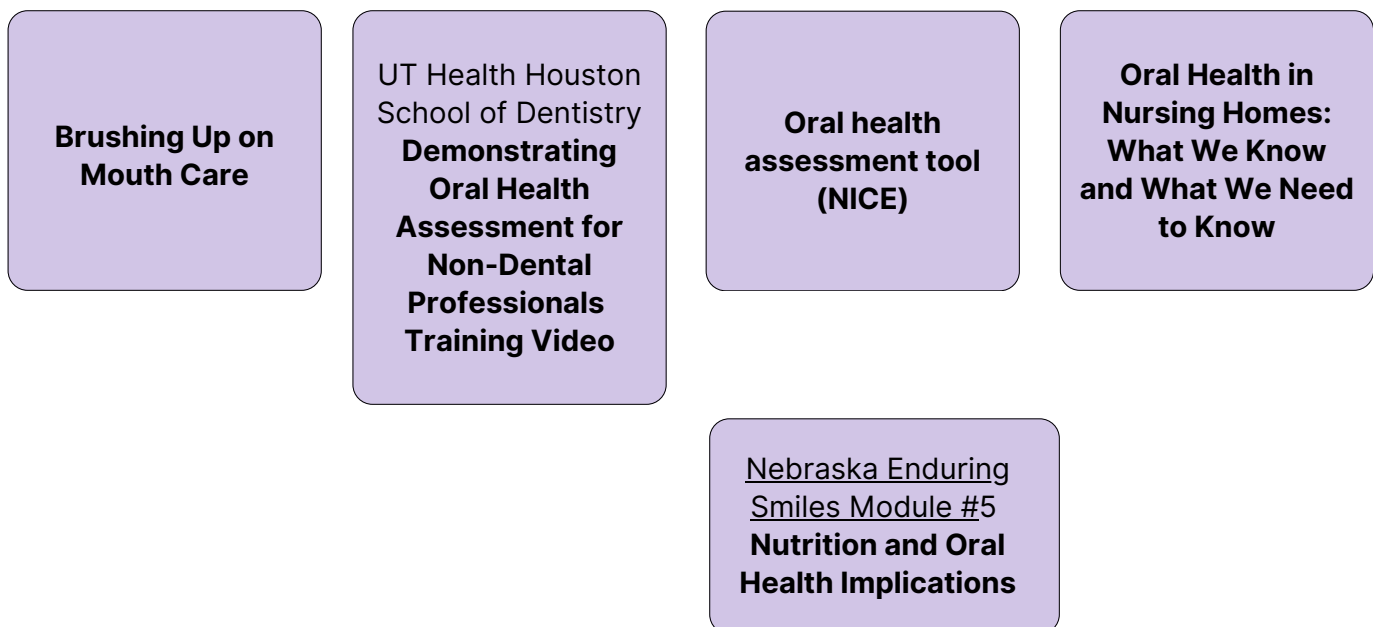 Brushing Up on
Mouth Care
UT Health Houston
School of Dentistry
Demonstrating
Oral Health
Assessment for
Non-Dental
Professionals
Training Video
Oral health
assessment tool
(NICE)
Oral Health in
Nursing Homes:
What We Know
and What We Need
to Know
Nebraska Enduring
Smiles Module #5
Nutrition and Oral
Health Implications